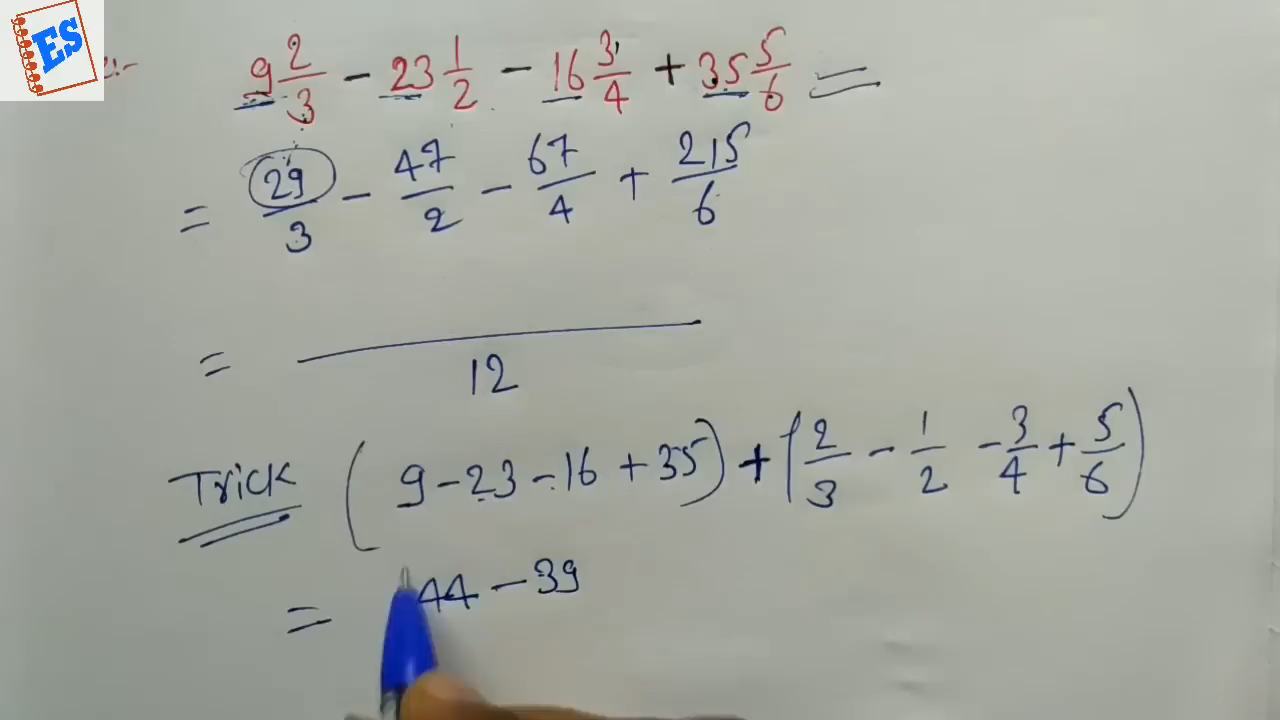 ES
9 2/3 - 23 1/2 - 16 3/4 + 35 5/6 =
= 29/3 - 47/2 - 67/4 + 215/6
= /12
Trick (9 - 23 - 16 + 35) + (2/3 - 1/2 - 3/4 + 5/6)
= 44 - 39